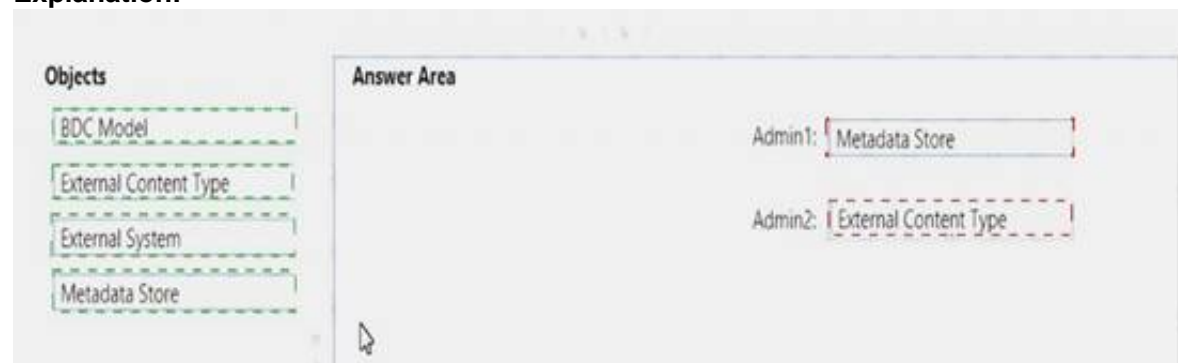 Explanation:
Objects
Answer Area
BDC Model
External Content Type
External System
Metadata Store
Admin1: Metadata Store
Admin2: External Content Type